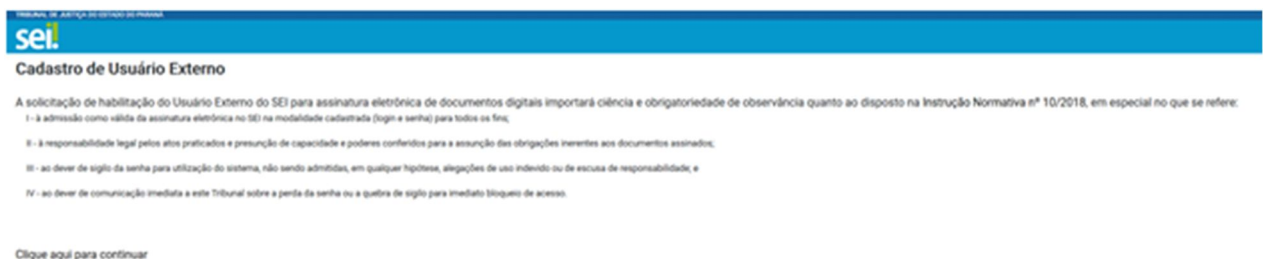 TRIBUNAL DE JUSTIÇA DO ESTADO DO PARANÁ
sei!
Cadastro de Usuário Externo
A solicitação de habilitação do Usuário Externo do SEI para assinatura eletrônica de documentos digitais importará ciência e obrigatoriedade de observância quanto ao disposto na Instrução Normativa nº 10/2018, em especial no que se refere:
I - à admissão como válida da assinatura eletrônica no SEI na modalidade cadastrada (login e senha) para todos os fins;
II - à responsabilidade legal pelos atos praticados e presunção de capacidade e poderes conferidos para a assunção das obrigações inerentes aos documentos assinados;
III - ao dever de sigilo da senha para utilização do sistema, não sendo admitidas, em qualquer hipótese, alegações de uso indevido ou de escusa de responsabilidade; e
IV - ao dever de comunicação imediata a este Tribunal sobre a perda da senha ou a quebra de sigilo para imediato bloqueio de acesso.
Clique aqui para continuar